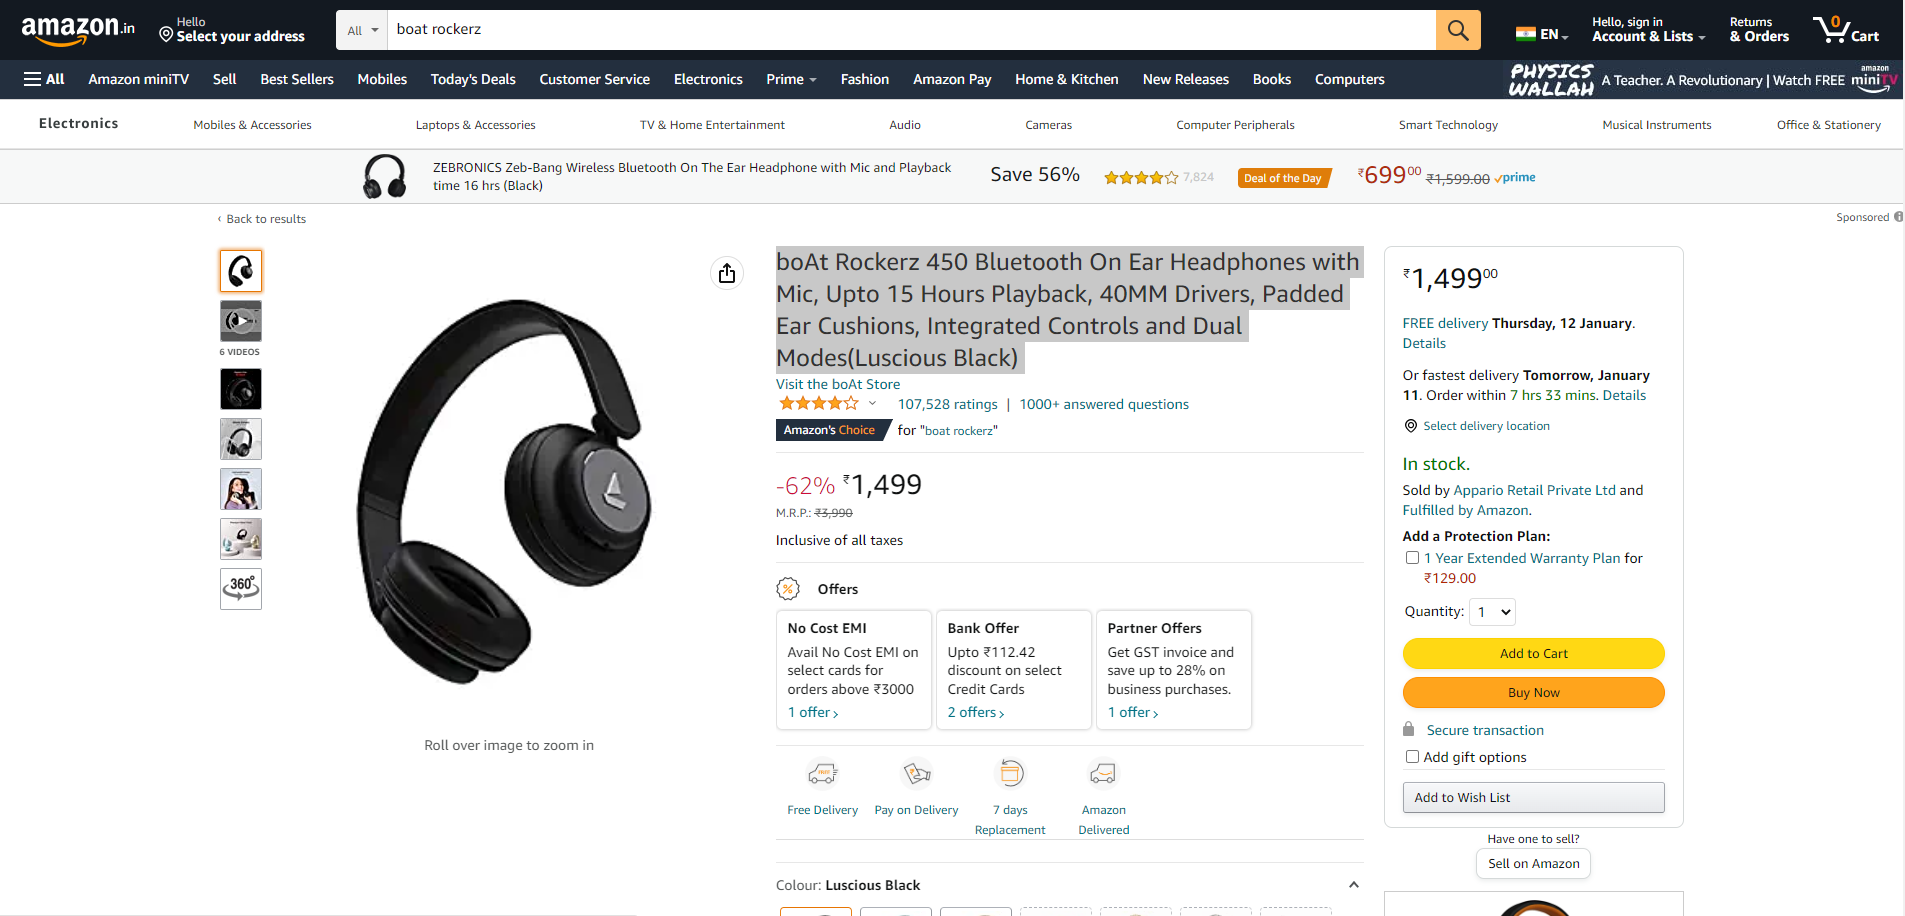 amazon.in
Hello
Select your address
All
boat rockerz
EN
Hello, sign in
Account & Lists
Returns
& Orders
0
Cart
All
Amazon miniTV
Sell
Best Sellers
Mobiles
Today's Deals
Customer Service
Electronics
Prime
Fashion
Amazon Pay
Home & Kitchen
New Releases
Books
Computers
PHYSICS
WALLAH
A Teacher. A Revolutionary | Watch FREE
amazon
miniTV
Electronics
Mobiles & Accessories
Laptops & Accessories
TV & Home Entertainment
Audio
Cameras
Computer Peripherals
Smart Technology
Musical Instruments
Office & Stationery
ZEBRONICS Zeb-Bang Wireless Bluetooth On The Ear Headphone with Mic and Playback
time 16 hrs (Black)
Save 56%
7,824
Deal of the Day
₹69900
₹1,599.00
prime
‹ Back to results
Sponsored
6 VIDEOS
360°
Roll over image to zoom in
boAt Rockerz 450 Bluetooth On Ear Headphones with
Mic, Upto 15 Hours Playback, 40MM Drivers, Padded
Ear Cushions, Integrated Controls and Dual
Modes(Luscious Black)
Visit the boAt Store
107,528 ratings | 1000+ answered questions
Amazon's Choice for "boat rockerz"
-62% ₹1,499
M.R.P.: ₹3,990
Inclusive of all taxes
Offers
No Cost EMI
Avail No Cost EMI on
select cards for
orders above ₹3000
1 offer ›
Bank Offer
Upto ₹112.42
discount on select
Credit Cards
2 offers ›
Partner Offers
Get GST invoice and
save up to 28% on
business purchases.
1 offer ›
FREE
Free Delivery
Pay on Delivery
7 days
Replacement
Amazon
Delivered
Colour: Luscious Black
₹1,49900
FREE delivery Thursday, 12 January.
Details
Or fastest delivery Tomorrow, January
11. Order within 7 hrs 33 mins. Details
Select delivery location
In stock.
Sold by Appario Retail Private Ltd and
Fulfilled by Amazon.
Add a Protection Plan:
1 Year Extended Warranty Plan for
₹129.00
Quantity: 1
Add to Cart
Buy Now
Secure transaction
Add gift options
Add to Wish List
Have one to sell?
Sell on Amazon